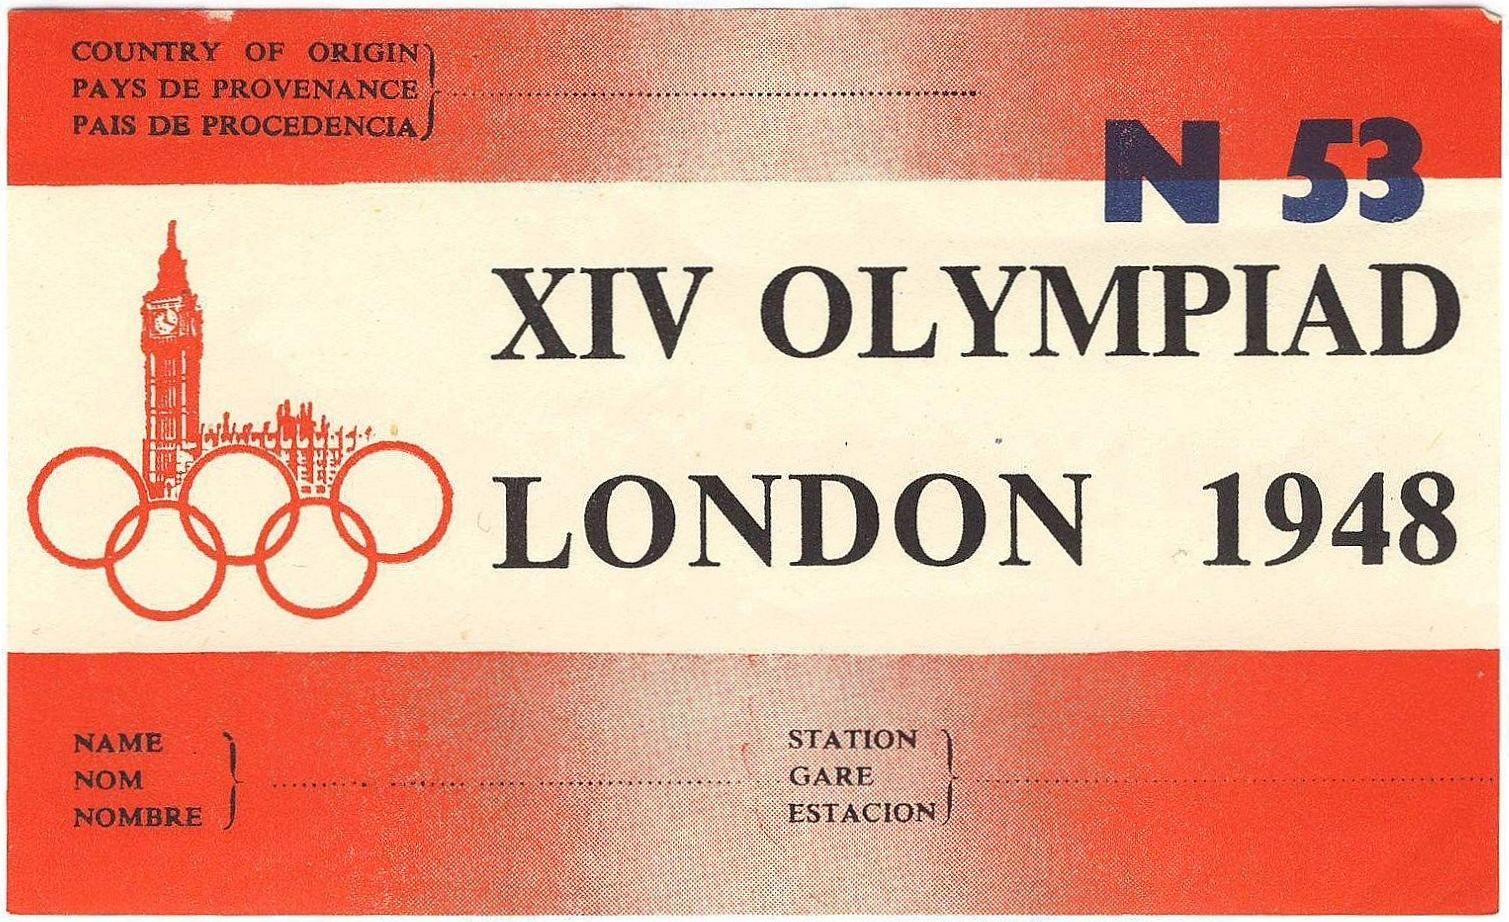 COUNTRY OF ORIGIN
PAYS DE PROVENANCE
PAIS DE PROCEDENCIA
N 53
XIV OLYMPIAD
LONDON 1948
NAME
NOM
NOMBRE
STATION
GARE
ESTACION